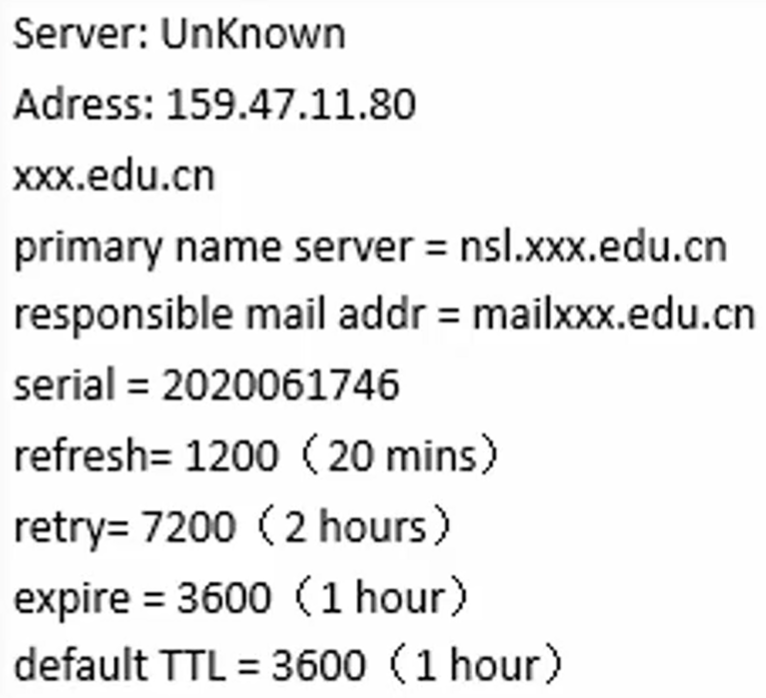 Server: UnKnown
Adress: 159.47.11.80
xxx.edu.cn
primary name server = nsl.xxx.edu.cn
responsible mail addr = mailxxx.edu.cn
serial = 2020061746
refresh= 1200（20 mins）
retry= 7200（2 hours）
expire = 3600（1 hour）
default TTL = 3600（1 hour）